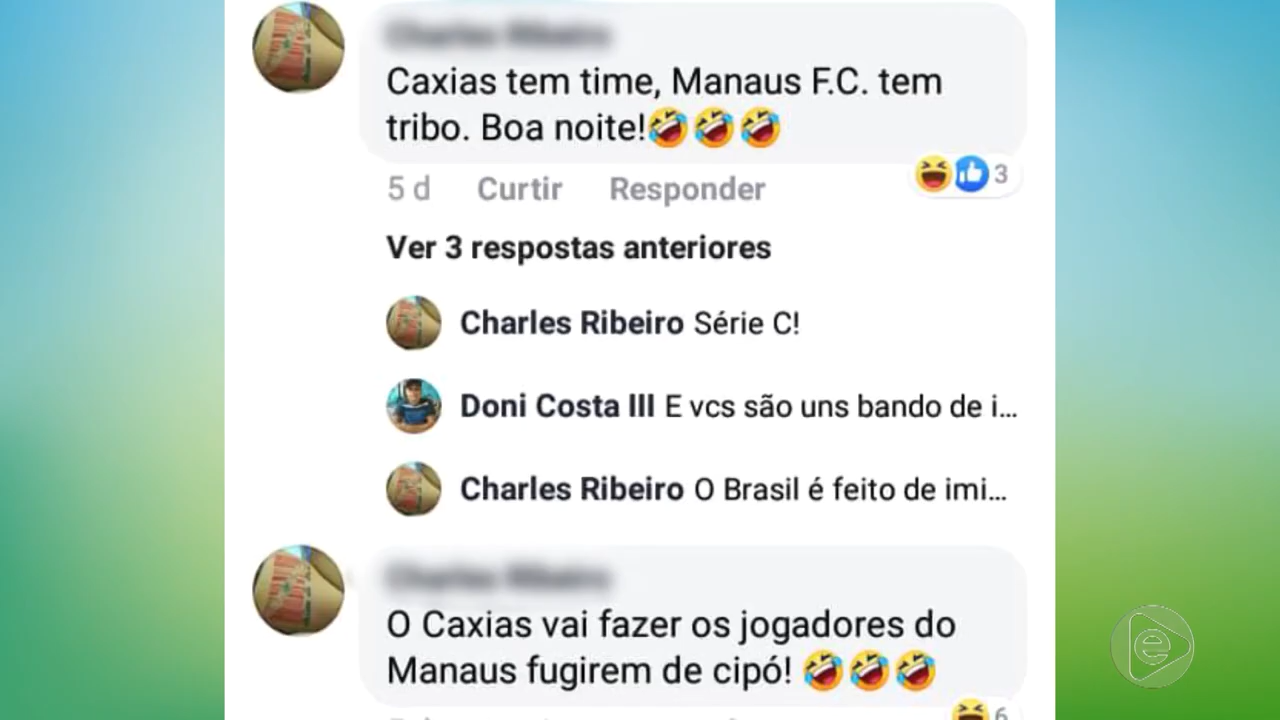 Caxias tem time, Manaus F.C. tem
tribo. Boa noite!🤣🤣🤣
5 d Curtir Responder 3
Ver 3 respostas anteriores
Charles Ribeiro Série C!
Doni Costa III E vcs são uns bando de i...
Charles Ribeiro O Brasil é feito de imi...
O Caxias vai fazer os jogadores do
Manaus fugirem de cipó! 🤣🤣🤣
6
e